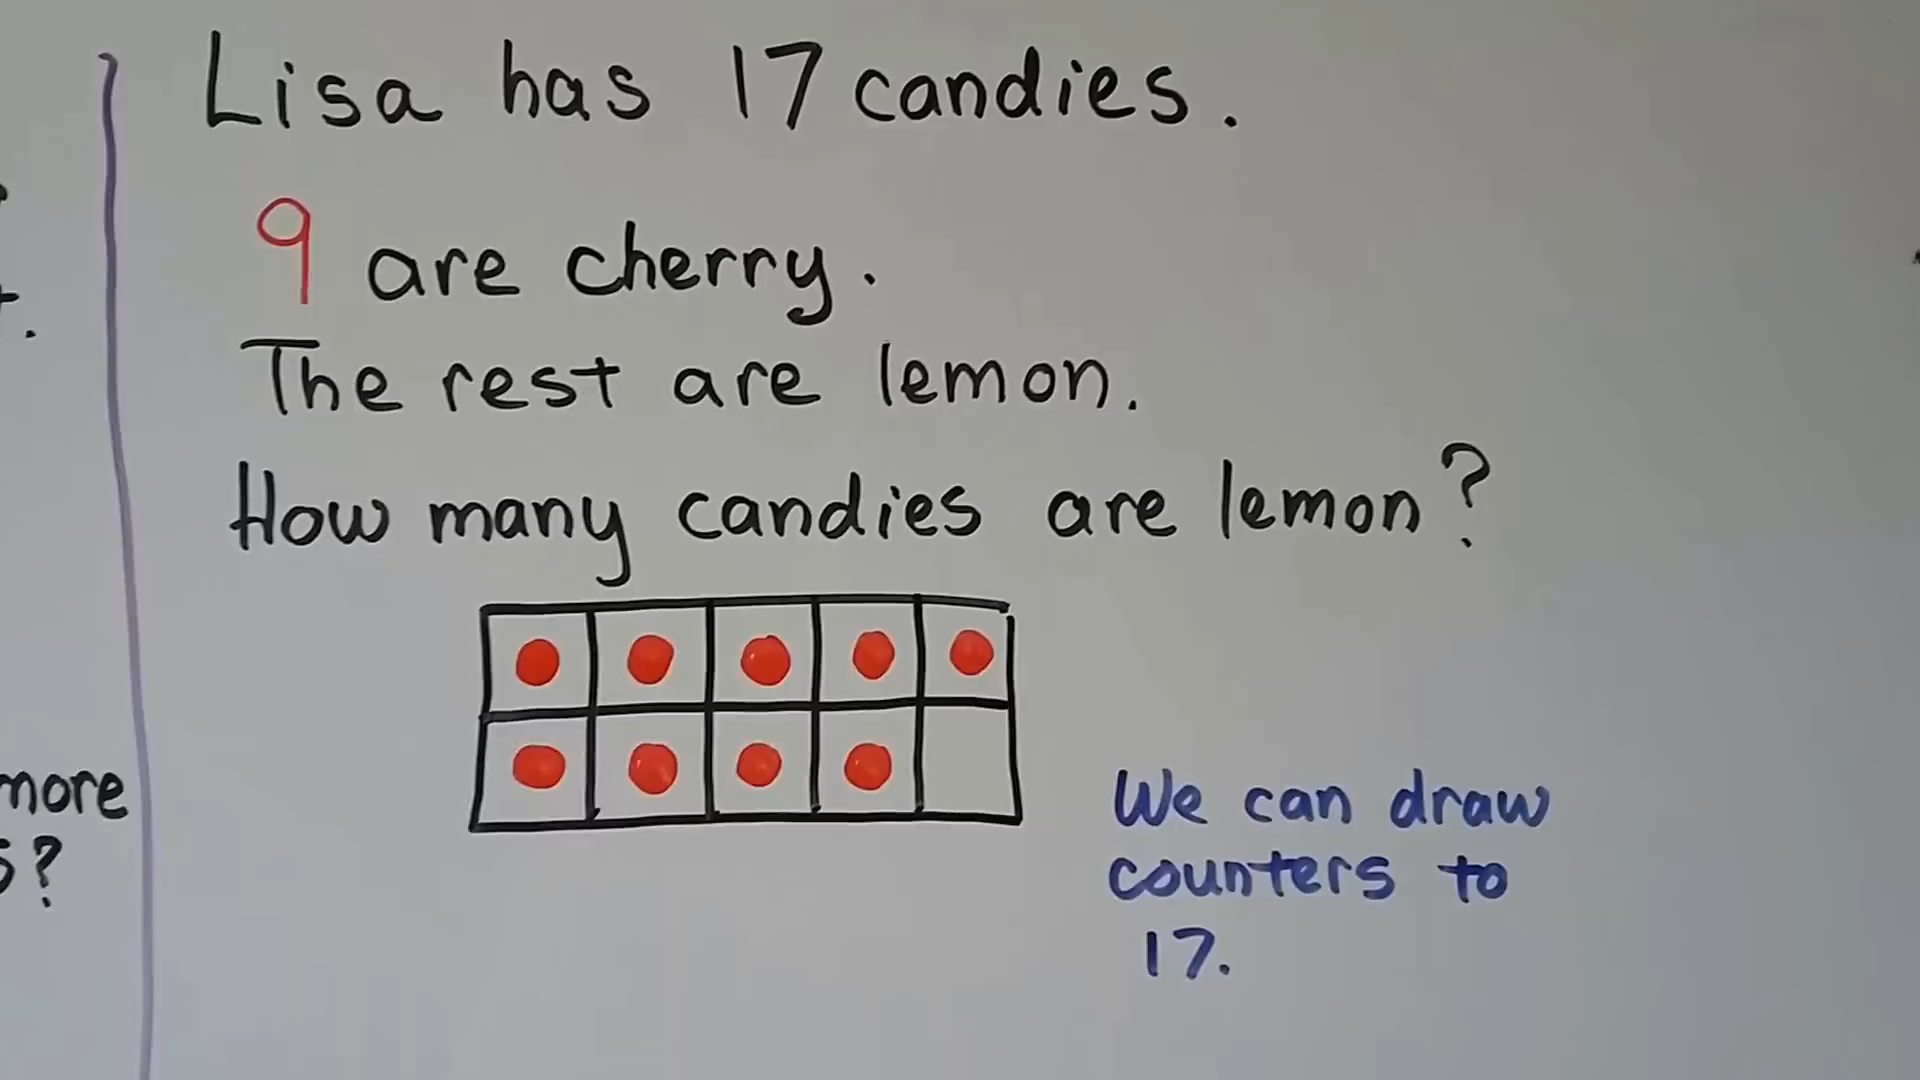 Lisa has 17 candies.
9 are cherry.
The rest are lemon.
How many candies are lemon?
more
?
We can draw
counters to
17.